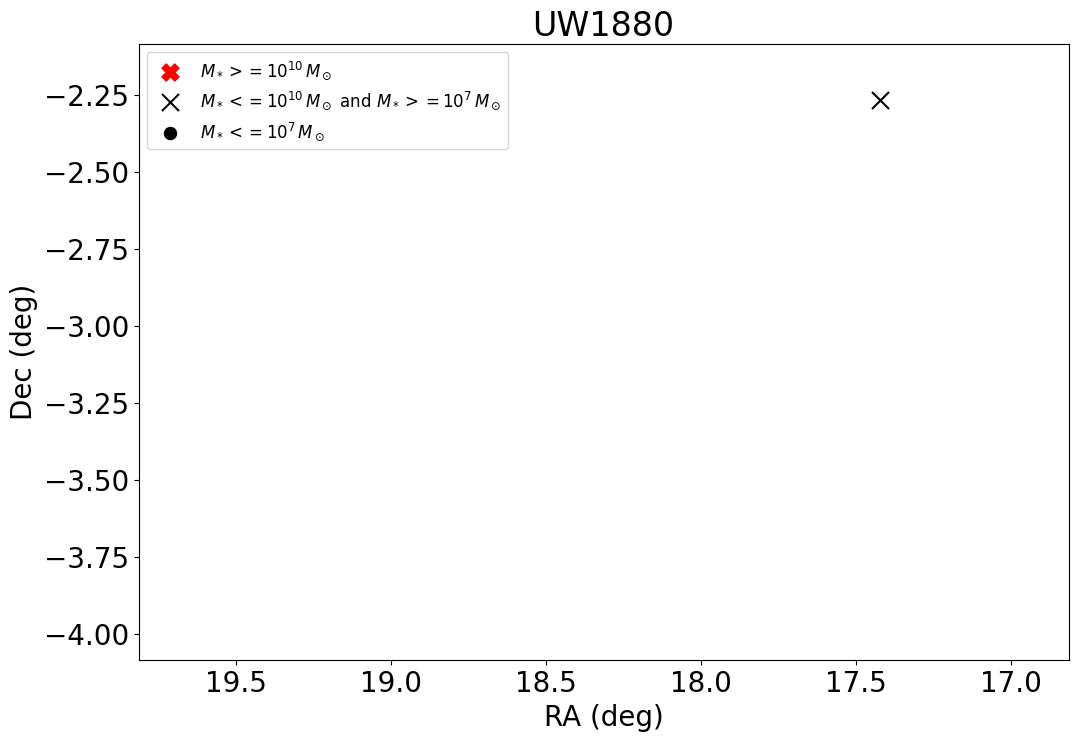 UW1880
M* >= 10^10 M⊙
M* <= 10^10 M⊙ and M* >= 10^7 M⊙
M* <= 10^7 M⊙
Dec (deg)
−2.25
−2.50
−2.75
−3.00
−3.25
−3.50
−3.75
−4.00
19.5 19.0 18.5 18.0 17.5 17.0
RA (deg)